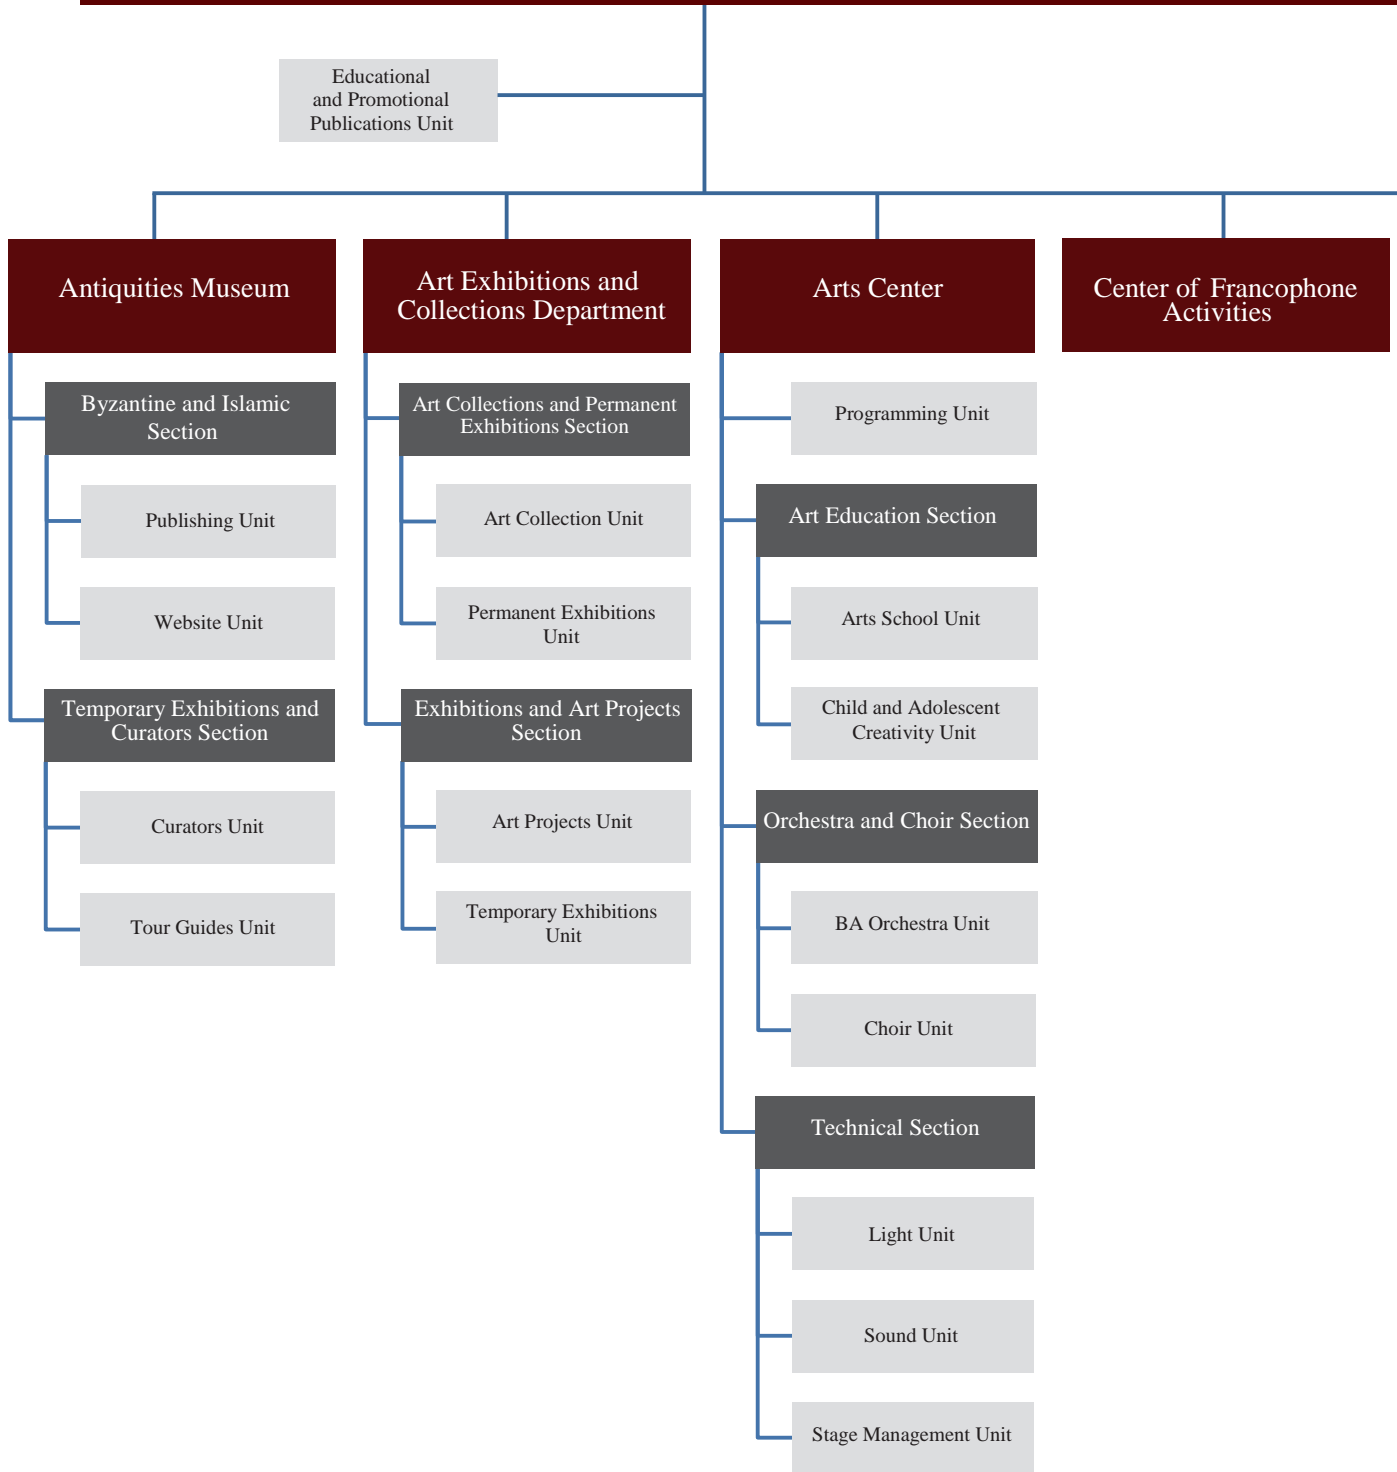 Educational
and Promotional
Publications Unit
Antiquities Museum
Byzantine and Islamic
Section
Publishing Unit
Website Unit
Temporary Exhibitions and
Curators Section
Curators Unit
Tour Guides Unit
Art Exhibitions and
Collections Department
Art Collections and Permanent
Exhibitions Section
Art Collection Unit
Permanent Exhibitions
Unit
Exhibitions and Art Projects
Section
Art Projects Unit
Temporary Exhibitions
Unit
Arts Center
Programming Unit
Art Education Section
Arts School Unit
Child and Adolescent
Creativity Unit
Orchestra and Choir Section
BA Orchestra Unit
Choir Unit
Technical Section
Light Unit
Sound Unit
Stage Management Unit
Center of Francophone
Activities